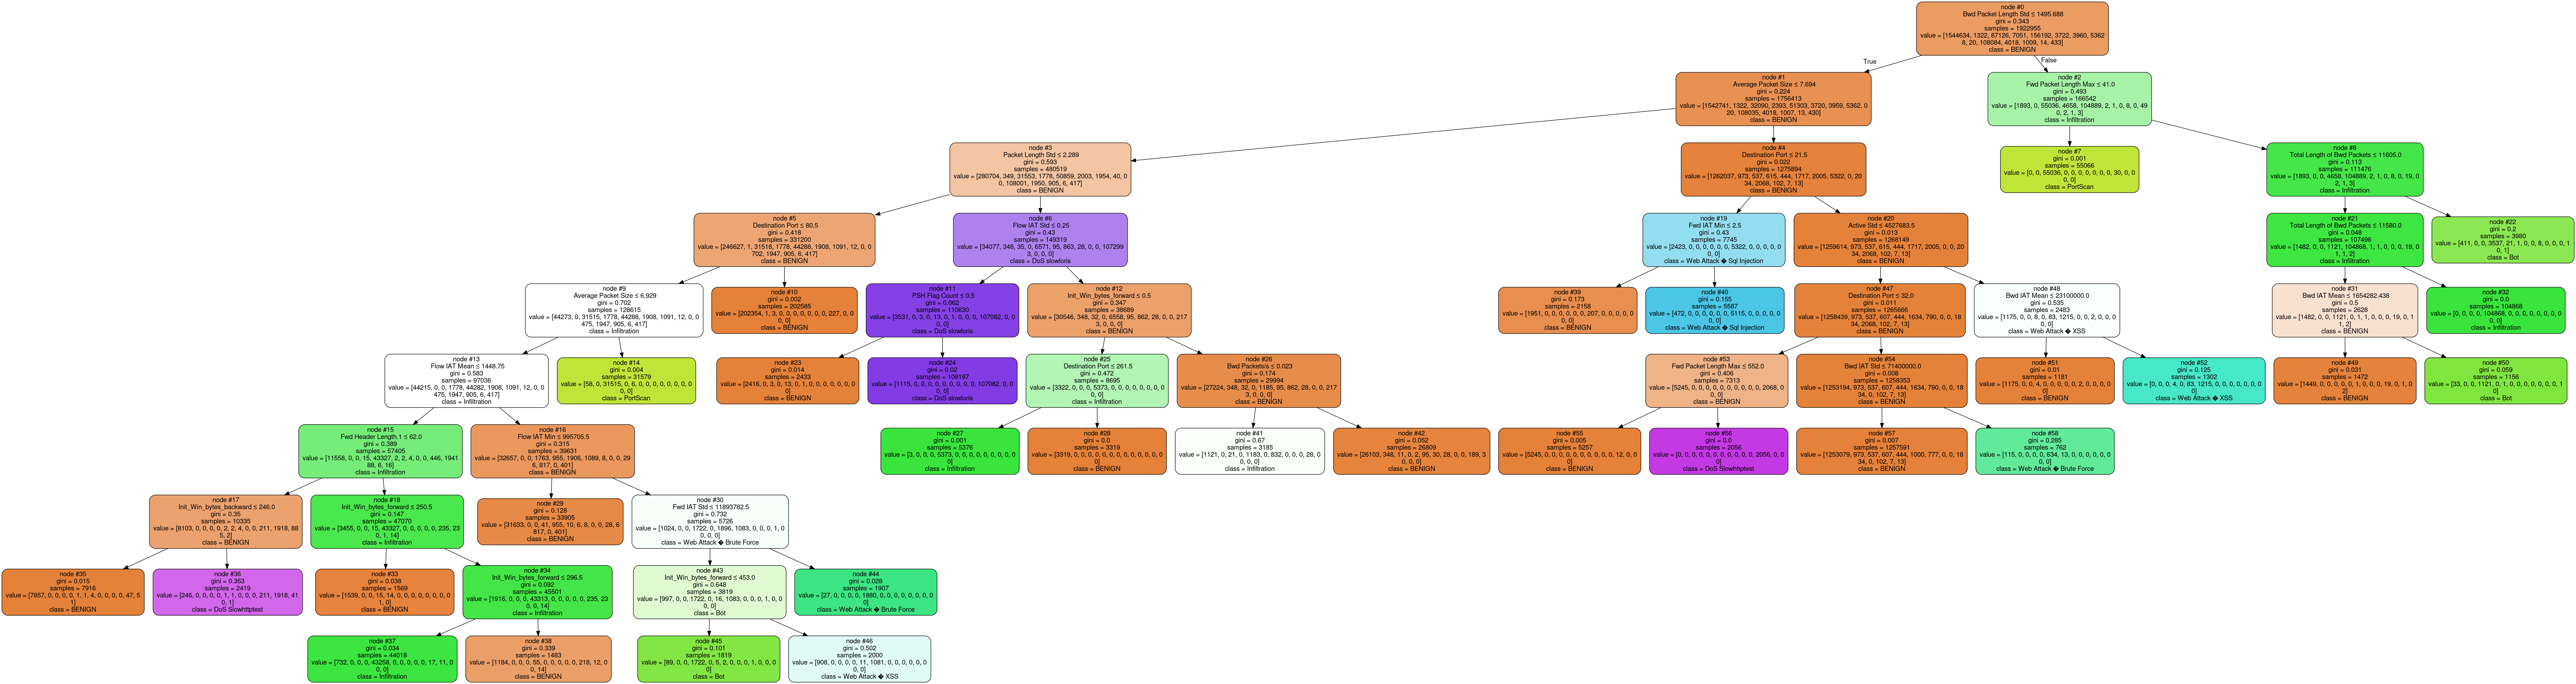 node #0
Bwd Packet Length Std ≤ 1495.688
gini = 0.343
samples = 1922955
value = [1544634, 1322, 87126, 7051, 156192, 3722, 3960, 5362
8, 20, 108084, 4018, 1009, 14, 433]
class = BENIGN
True
False
node #1
Average Packet Size ≤ 7.694
gini = 0.224
samples = 1756413
value = [1542741, 1322, 32090, 2393, 51303, 3720, 3959, 5362, 0
20, 108035, 4018, 1007, 13, 430]
class = BENIGN
node #2
Fwd Packet Length Max ≤ 41.0
gini = 0.493
samples = 166542
value = [1893, 0, 55036, 4658, 104889, 2, 1, 0, 8, 0, 49
0, 0, 2, 1, 3]
class = Infiltration
node #3
Packet Length Std ≤ 2.289
gini = 0.593
samples = 480519
value = [280704, 349, 31553, 1778, 50859, 2003, 1954, 40, 0
0, 108001, 1950, 905, 6, 417]
class = BENIGN
node #4
Destination Port ≤ 21.5
gini = 0.022
samples = 1275894
value = [1262037, 973, 537, 615, 444, 1717, 2005, 5322, 0, 20
34, 2068, 102, 7, 13]
class = BENIGN
node #7
gini = 0.001
samples = 55066
value = [0, 0, 55036, 0, 0, 0, 0, 0, 0, 0, 30, 0, 0
0, 0]
class = PortScan
node #8
Total Length of Bwd Packets ≤ 11605.0
gini = 0.113
samples = 111476
value = [1893, 0, 0, 4658, 104889, 2, 1, 0, 8, 0, 19, 0
2, 1, 3]
class = Infiltration
node #5
Destination Port ≤ 80.5
gini = 0.418
samples = 331200
value = [246627, 1, 31518, 1778, 44288, 1908, 1091, 12, 0, 0
702, 1947, 905, 6, 417]
class = BENIGN
node #6
Flow IAT Std ≤ 0.25
gini = 0.43
samples = 149319
value = [34077, 348, 35, 0, 6571, 95, 863, 28, 0, 0, 107299
3, 0, 0, 0]
class = DoS slowloris
node #19
Fwd IAT Min ≤ 2.5
gini = 0.43
samples = 7745
value = [2423, 0, 0, 0, 0, 0, 0, 5322, 0, 0, 0, 0, 0
0, 0]
class = Web Attack � Sql Injection
node #20
Active Std ≤ 4527683.5
gini = 0.013
samples = 1268149
value = [1259614, 973, 537, 615, 444, 1717, 2005, 0, 0, 20
34, 2068, 102, 7, 13]
class = BENIGN
node #21
Total Length of Bwd Packets ≤ 11580.0
gini = 0.048
samples = 107496
value = [1482, 0, 0, 1121, 104868, 1, 1, 0, 0, 0, 19, 0
1, 1, 2]
class = Infiltration
node #22
gini = 0.2
samples = 3980
value = [411, 0, 0, 3537, 21, 1, 0, 0, 8, 0, 0, 0, 1
0, 1]
class = Bot
node #9
Average Packet Size ≤ 6.929
gini = 0.702
samples = 128615
value = [44273, 0, 31515, 1778, 44288, 1908, 1091, 12, 0, 0
475, 1947, 905, 6, 417]
class = Infiltration
node #10
gini = 0.002
samples = 202585
value = [202354, 1, 3, 0, 0, 0, 0, 0, 0, 0, 227, 0, 0
0, 0]
class = BENIGN
node #11
PSH Flag Count ≤ 0.5
gini = 0.062
samples = 110630
value = [3531, 0, 3, 0, 13, 0, 1, 0, 0, 0, 107082, 0, 0
0, 0]
class = DoS slowloris
node #12
Init_Win_bytes_forward ≤ 0.5
gini = 0.347
samples = 38689
value = [30546, 348, 32, 0, 6558, 95, 862, 28, 0, 0, 217
3, 0, 0, 0]
class = BENIGN
node #39
gini = 0.173
samples = 2158
value = [1951, 0, 0, 0, 0, 0, 0, 207, 0, 0, 0, 0, 0
0, 0]
class = BENIGN
node #40
gini = 0.155
samples = 5587
value = [472, 0, 0, 0, 0, 0, 0, 5115, 0, 0, 0, 0, 0
0, 0]
class = Web Attack � Sql Injection
node #47
Destination Port ≤ 32.0
gini = 0.011
samples = 1265666
value = [1258439, 973, 537, 607, 444, 1634, 790, 0, 0, 18
34, 2068, 102, 7, 13]
class = BENIGN
node #48
Bwd IAT Mean ≤ 23100000.0
gini = 0.535
samples = 2483
value = [1175, 0, 0, 8, 0, 83, 1215, 0, 0, 2, 0, 0, 0
0, 0]
class = Web Attack � XSS
node #31
Bwd IAT Mean ≤ 1654282.438
gini = 0.5
samples = 2628
value = [1482, 0, 0, 1121, 0, 1, 1, 0, 0, 0, 19, 0, 1
1, 2]
class = BENIGN
node #32
gini = 0.0
samples = 104868
value = [0, 0, 0, 0, 104868, 0, 0, 0, 0, 0, 0, 0, 0
0, 0]
class = Infiltration
node #13
Flow IAT Mean ≤ 1448.75
gini = 0.583
samples = 97036
value = [44215, 0, 0, 1778, 44282, 1908, 1091, 12, 0, 0
475, 1947, 905, 6, 417]
class = Infiltration
node #14
gini = 0.004
samples = 31579
value = [58, 0, 31515, 0, 6, 0, 0, 0, 0, 0, 0, 0, 0
0, 0]
class = PortScan
node #23
gini = 0.014
samples = 2433
value = [2416, 0, 3, 0, 13, 0, 1, 0, 0, 0, 0, 0, 0
0, 0]
class = BENIGN
node #24
gini = 0.02
samples = 108197
value = [1115, 0, 0, 0, 0, 0, 0, 0, 0, 0, 107082, 0, 0
0, 0]
class = DoS slowloris
node #25
Destination Port ≤ 261.5
gini = 0.472
samples = 8695
value = [3322, 0, 0, 0, 5373, 0, 0, 0, 0, 0, 0, 0, 0
0, 0]
class = Infiltration
node #26
Bwd Packets/s ≤ 0.023
gini = 0.174
samples = 29994
value = [27224, 348, 32, 0, 1185, 95, 862, 28, 0, 0, 217
3, 0, 0, 0]
class = BENIGN
node #53
Fwd Packet Length Max ≤ 552.0
gini = 0.406
samples = 7313
value = [5245, 0, 0, 0, 0, 0, 0, 0, 0, 0, 0, 2068, 0
0, 0]
class = BENIGN
node #54
Bwd IAT Std ≤ 71400000.0
gini = 0.008
samples = 1258353
value = [1253194, 973, 537, 607, 444, 1634, 790, 0, 0, 18
34, 0, 102, 7, 13]
class = BENIGN
node #51
gini = 0.01
samples = 1181
value = [1175, 0, 0, 4, 0, 0, 0, 0, 0, 2, 0, 0, 0, 0
0]
class = BENIGN
node #52
gini = 0.125
samples = 1302
value = [0, 0, 0, 4, 0, 83, 1215, 0, 0, 0, 0, 0, 0, 0
0]
class = Web Attack � XSS
node #49
gini = 0.031
samples = 1472
value = [1449, 0, 0, 0, 0, 0, 1, 0, 0, 0, 19, 0, 1, 0
2]
class = BENIGN
node #50
gini = 0.059
samples = 1156
value = [33, 0, 0, 1121, 0, 1, 0, 0, 0, 0, 0, 0, 0, 1
0]
class = Bot
node #15
Fwd Header Length.1 ≤ 62.0
gini = 0.389
samples = 57405
value = [11558, 0, 0, 15, 43327, 2, 2, 4, 0, 0, 446, 1941
88, 6, 16]
class = Infiltration
node #16
Flow IAT Min ≤ 995705.5
gini = 0.315
samples = 39631
value = [32657, 0, 0, 1763, 955, 1906, 1089, 8, 0, 0, 29
6, 817, 0, 401]
class = BENIGN
node #27
gini = 0.001
samples = 5376
value = [3, 0, 0, 0, 5373, 0, 0, 0, 0, 0, 0, 0, 0, 0
0]
class = Infiltration
node #28
gini = 0.0
samples = 3319
value = [3319, 0, 0, 0, 0, 0, 0, 0, 0, 0, 0, 0, 0, 0
0]
class = BENIGN
node #41
gini = 0.67
samples = 3185
value = [1121, 0, 21, 0, 1183, 0, 832, 0, 0, 0, 28, 0
0, 0, 0]
class = Infiltration
node #42
gini = 0.052
samples = 26809
value = [26103, 348, 11, 0, 2, 95, 30, 28, 0, 0, 189, 3
0, 0, 0]
class = BENIGN
node #55
gini = 0.005
samples = 5257
value = [5245, 0, 0, 0, 0, 0, 0, 0, 0, 0, 0, 12, 0, 0
0]
class = BENIGN
node #56
gini = 0.0
samples = 2056
value = [0, 0, 0, 0, 0, 0, 0, 0, 0, 0, 0, 2056, 0, 0
0]
class = DoS Slowhttptest
node #57
gini = 0.007
samples = 1257591
value = [1253079, 973, 537, 607, 444, 1000, 777, 0, 0, 18
34, 0, 102, 7, 13]
class = BENIGN
node #58
gini = 0.285
samples = 762
value = [115, 0, 0, 0, 0, 634, 13, 0, 0, 0, 0, 0, 0
0, 0]
class = Web Attack � Brute Force
node #17
Init_Win_bytes_backward ≤ 246.0
gini = 0.35
samples = 10335
value = [8103, 0, 0, 0, 0, 2, 2, 4, 0, 0, 211, 1918, 88
5, 2]
class = BENIGN
node #18
Init_Win_bytes_forward ≤ 250.5
gini = 0.147
samples = 47070
value = [3455, 0, 0, 15, 43327, 0, 0, 0, 0, 0, 235, 23
0, 1, 14]
class = Infiltration
node #29
gini = 0.128
samples = 33905
value = [31633, 0, 0, 41, 955, 10, 6, 8, 0, 0, 28, 6
817, 0, 401]
class = BENIGN
node #30
Fwd IAT Std ≤ 11893782.5
gini = 0.732
samples = 5726
value = [1024, 0, 0, 1722, 0, 1896, 1083, 0, 0, 0, 1, 0
0, 0, 0]
class = Web Attack � Brute Force
node #35
gini = 0.015
samples = 7916
value = [7857, 0, 0, 0, 0, 1, 1, 4, 0, 0, 0, 0, 47, 5
1]
class = BENIGN
node #36
gini = 0.353
samples = 2419
value = [246, 0, 0, 0, 0, 1, 1, 0, 0, 0, 211, 1918, 41
0, 1]
class = DoS Slowhttptest
node #33
gini = 0.038
samples = 1569
value = [1539, 0, 0, 15, 14, 0, 0, 0, 0, 0, 0, 0, 0
1, 0]
class = BENIGN
node #34
Init_Win_bytes_forward ≤ 296.5
gini = 0.092
samples = 45501
value = [1916, 0, 0, 0, 43313, 0, 0, 0, 0, 0, 235, 23
0, 0, 14]
class = Infiltration
node #43
Init_Win_bytes_forward ≤ 453.0
gini = 0.648
samples = 3819
value = [997, 0, 0, 1722, 0, 16, 1083, 0, 0, 0, 1, 0, 0
0, 0]
class = Bot
node #44
gini = 0.028
samples = 1907
value = [27, 0, 0, 0, 0, 1880, 0, 0, 0, 0, 0, 0, 0, 0
0]
class = Web Attack � Brute Force
node #37
gini = 0.034
samples = 44018
value = [732, 0, 0, 0, 43258, 0, 0, 0, 0, 0, 17, 11, 0
0, 0]
class = Infiltration
node #38
gini = 0.339
samples = 1483
value = [1184, 0, 0, 0, 55, 0, 0, 0, 0, 0, 218, 12, 0
0, 14]
class = BENIGN
node #45
gini = 0.101
samples = 1819
value = [89, 0, 0, 1722, 0, 5, 2, 0, 0, 0, 1, 0, 0, 0
0]
class = Bot
node #46
gini = 0.502
samples = 2000
value = [908, 0, 0, 0, 0, 11, 1081, 0, 0, 0, 0, 0, 0
0, 0]
class = Web Attack � XSS